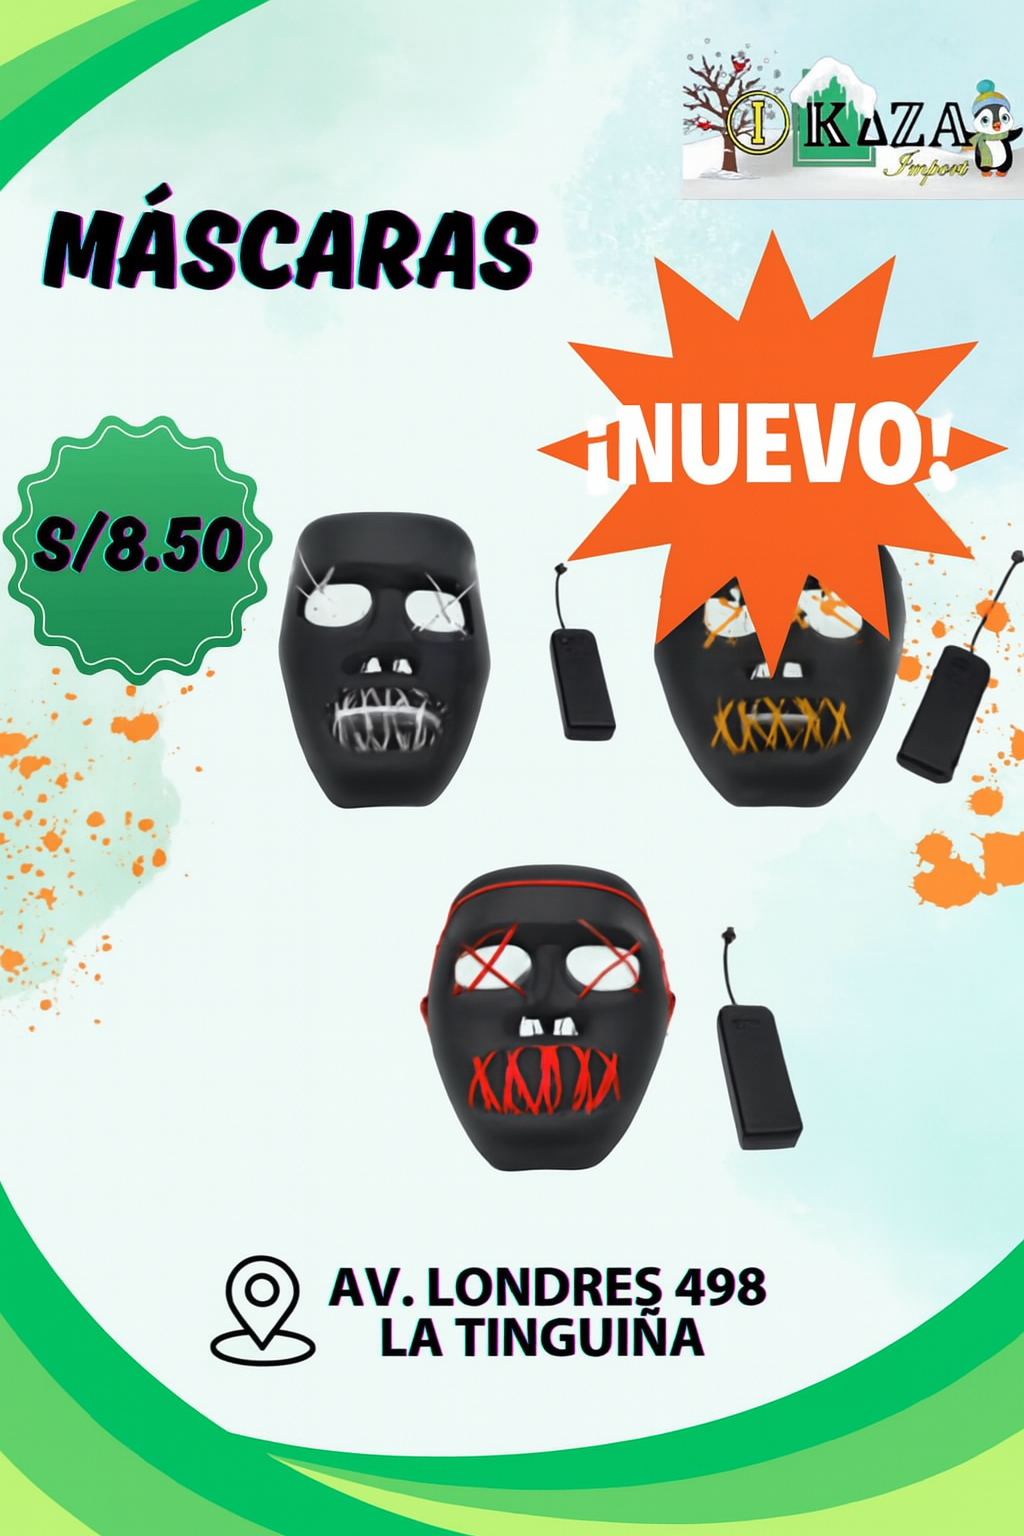 I KAZA
Import
MÁSCARAS
¡NUEVO!
S/8.50
AV. LONDRES 498
LA TINGUIÑA